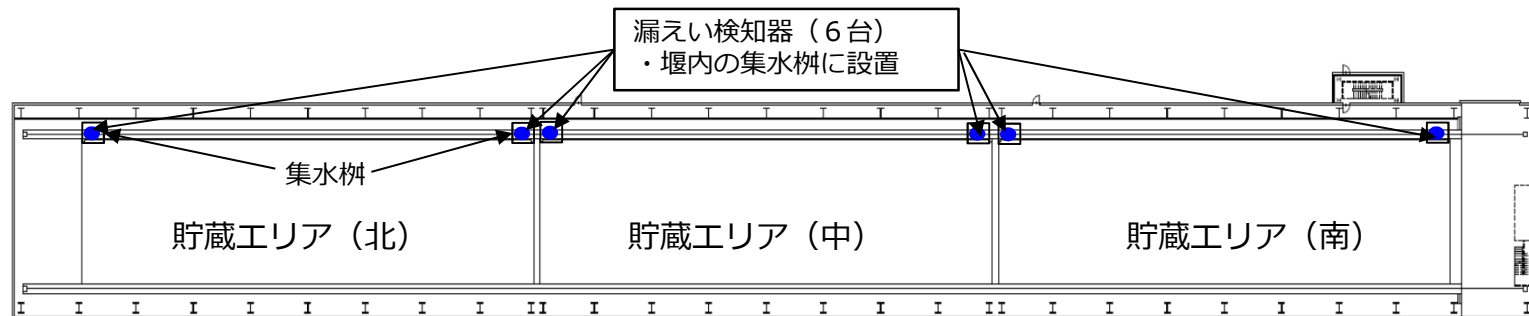 漏えい検知器（６台）
・堰内の集水桝に設置
集水桝
貯蔵エリア（北）
貯蔵エリア（中）
貯蔵エリア（南）